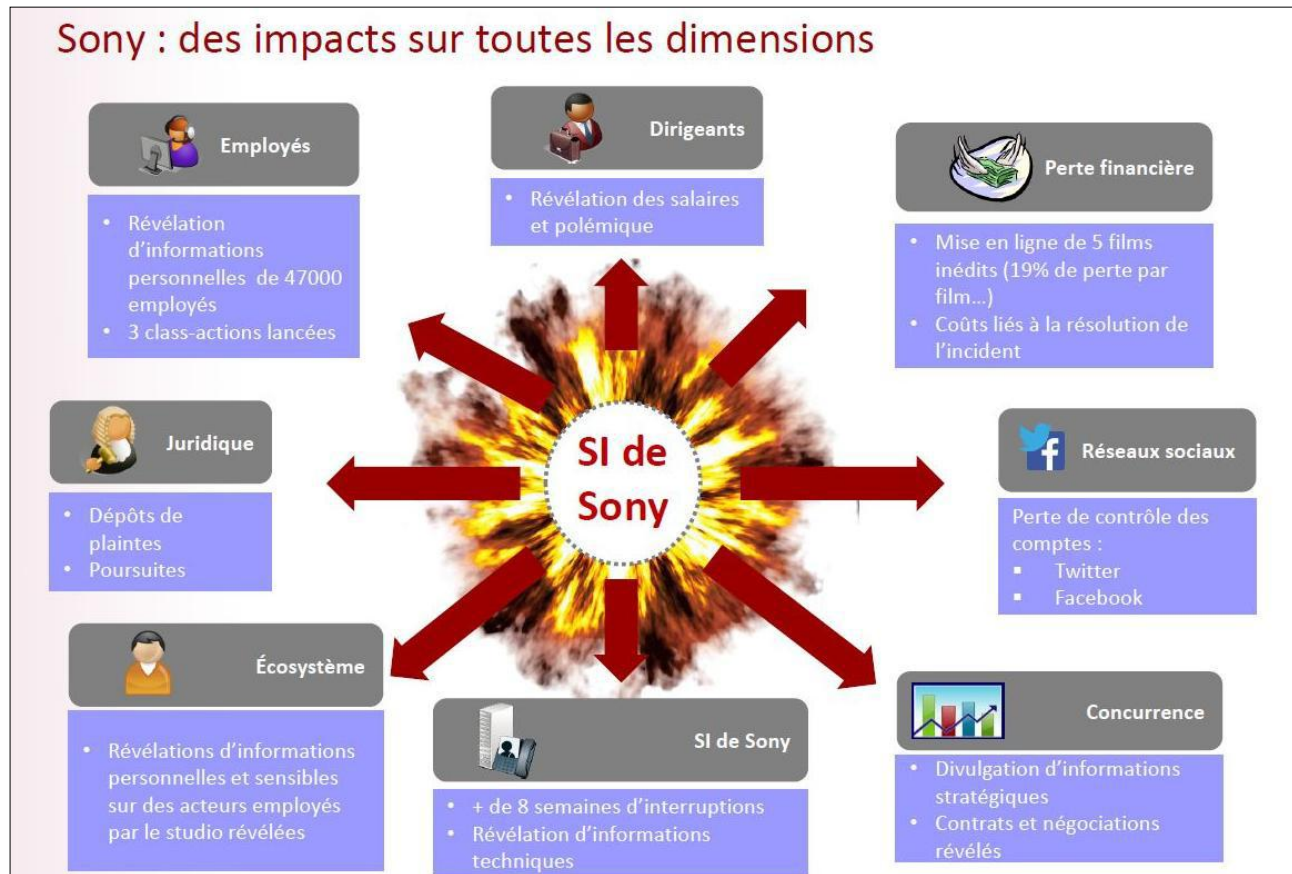 Sony : des impacts sur toutes les dimensions
Employés
• Révélation
d’informations
personnelles de 47000
employés
• 3 class-actions lancées
Dirigeants
• Révélation des salaires
et polémique
Perte financière
• Mise en ligne de 5 films
inédits (19% de perte par
film...)
• Coûts liés à la résolution de
l’incident
Juridique
• Dépôts de
plaintes
• Poursuites
SI de
Sony
Réseaux sociaux
Perte de contrôle des
comptes :
▪ Twitter
▪ Facebook
Écosystème
• Révélations d’informations
personnelles et sensibles
sur des acteurs employés
par le studio révélées
SI de Sony
• + de 8 semaines d’interruptions
• Révélation d’informations
techniques
Concurrence
• Divulgation d’informations
stratégiques
• Contrats et négociations
révélés